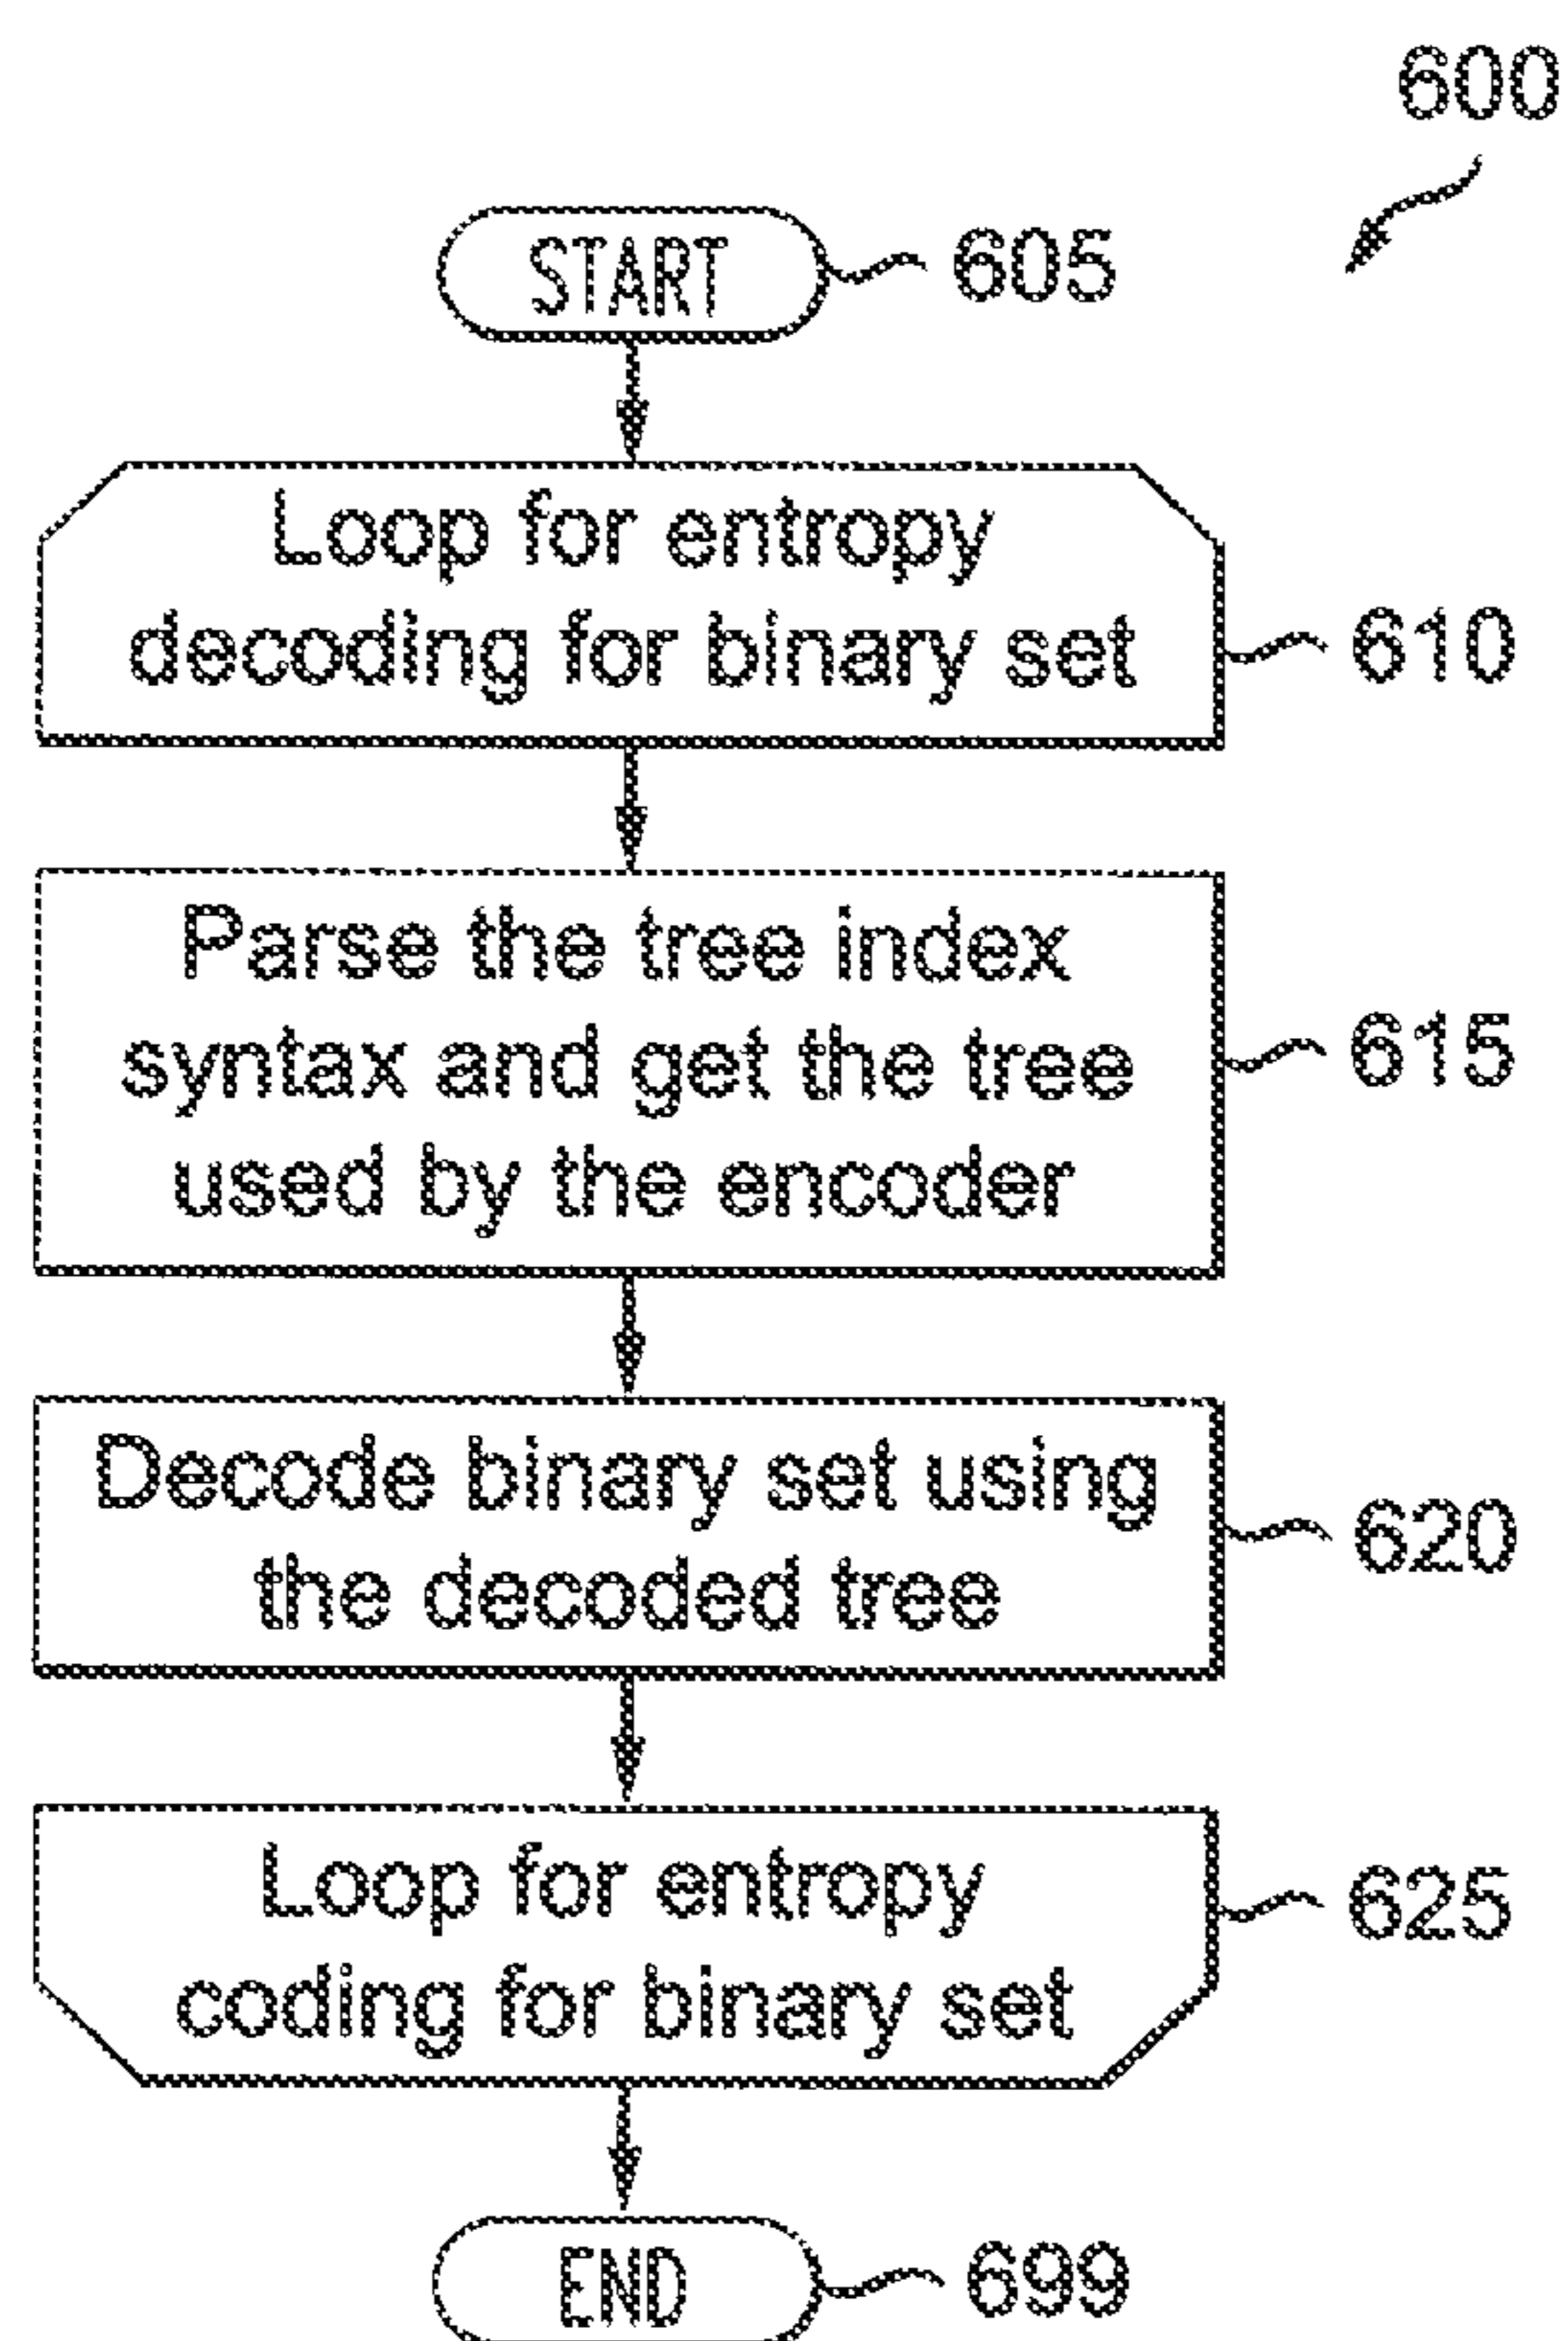 600
START
605
Loop for entropy
decoding for binary set
610
Parse the tree index
syntax and get the tree
used by the encoder
615
Decode binary set using
the decoded tree
620
Loop for entropy
coding for binary set
625
END
699